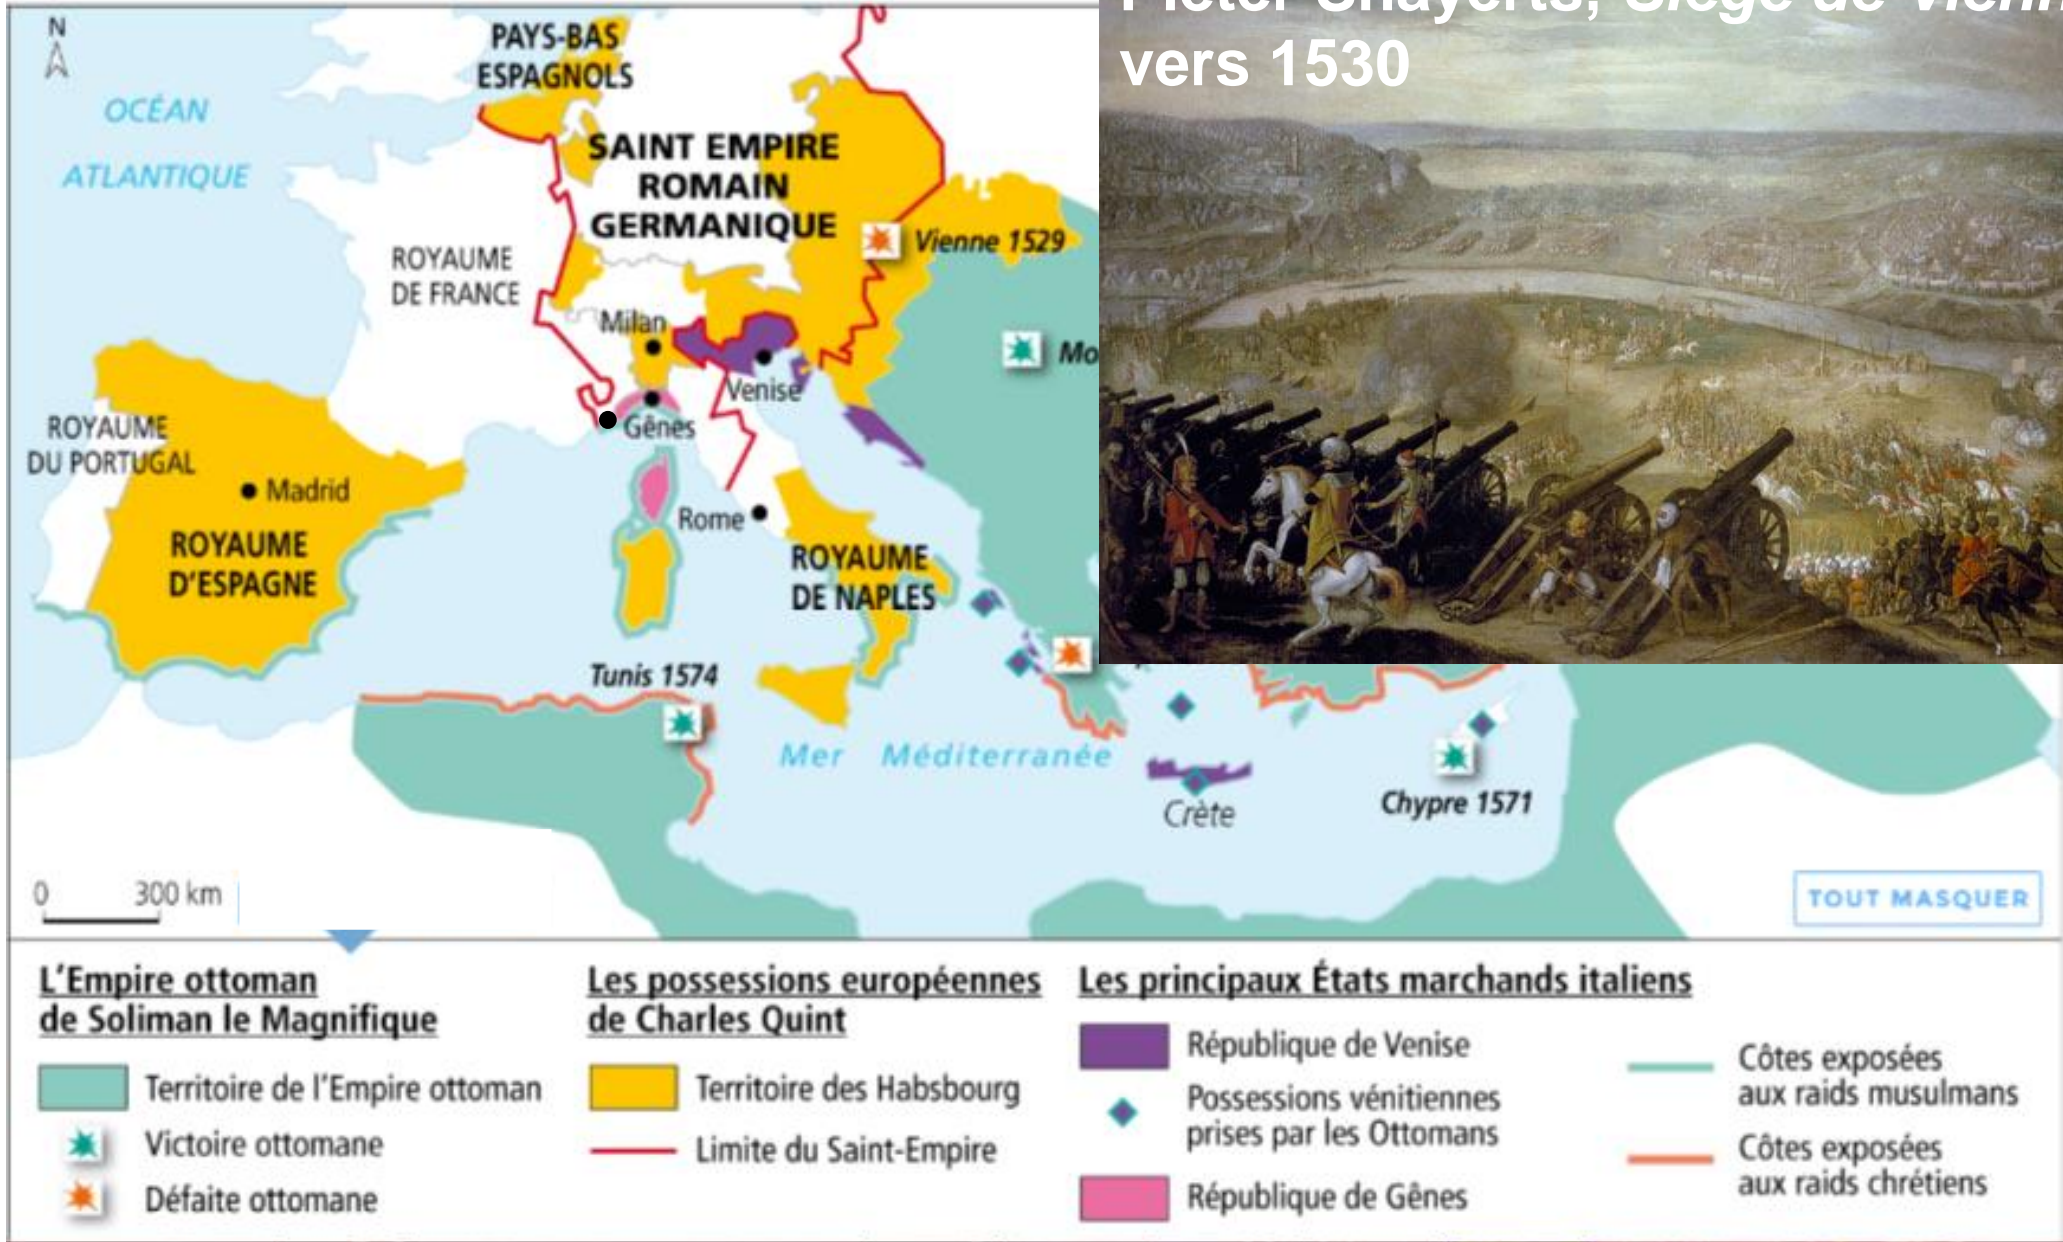 N
PAYS-BAS
ESPAGNOLS
vers 1530
OCÉAN
ATLANTIQUE
SAINT EMPIRE
ROMAIN
GERMANIQUE
Vienne 1529
ROYAUME
DE FRANCE
Milan
Venise
Gênes
ROYAUME
DU PORTUGAL
Madrid
Rome
ROYAUME
D'ESPAGNE
ROYAUME
DE NAPLES
Tunis 1574
Mer Méditerranée
Crète
Chypre 1571
0 300 km
TOUT MASQUER
L'Empire ottoman
de Soliman le Magnifique
Territoire de l'Empire ottoman
Victoire ottomane
Défaite ottomane
Les possessions européennes
de Charles Quint
Territoire des Habsbourg
Limite du Saint-Empire
Les principaux États marchands italiens
République de Venise
Possessions vénitiennes
prises par les Ottomans
République de Gênes
Côtes exposées
aux raids musulmans
Côtes exposées
aux raids chrétiens